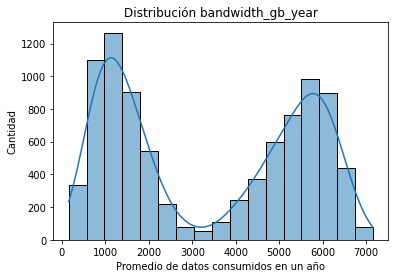 Distribución bandwidth_gb_year
Cantidad
1200
1000
800
600
400
200
0
0 1000 2000 3000 4000 5000 6000 7000
Promedio de datos consumidos en un año